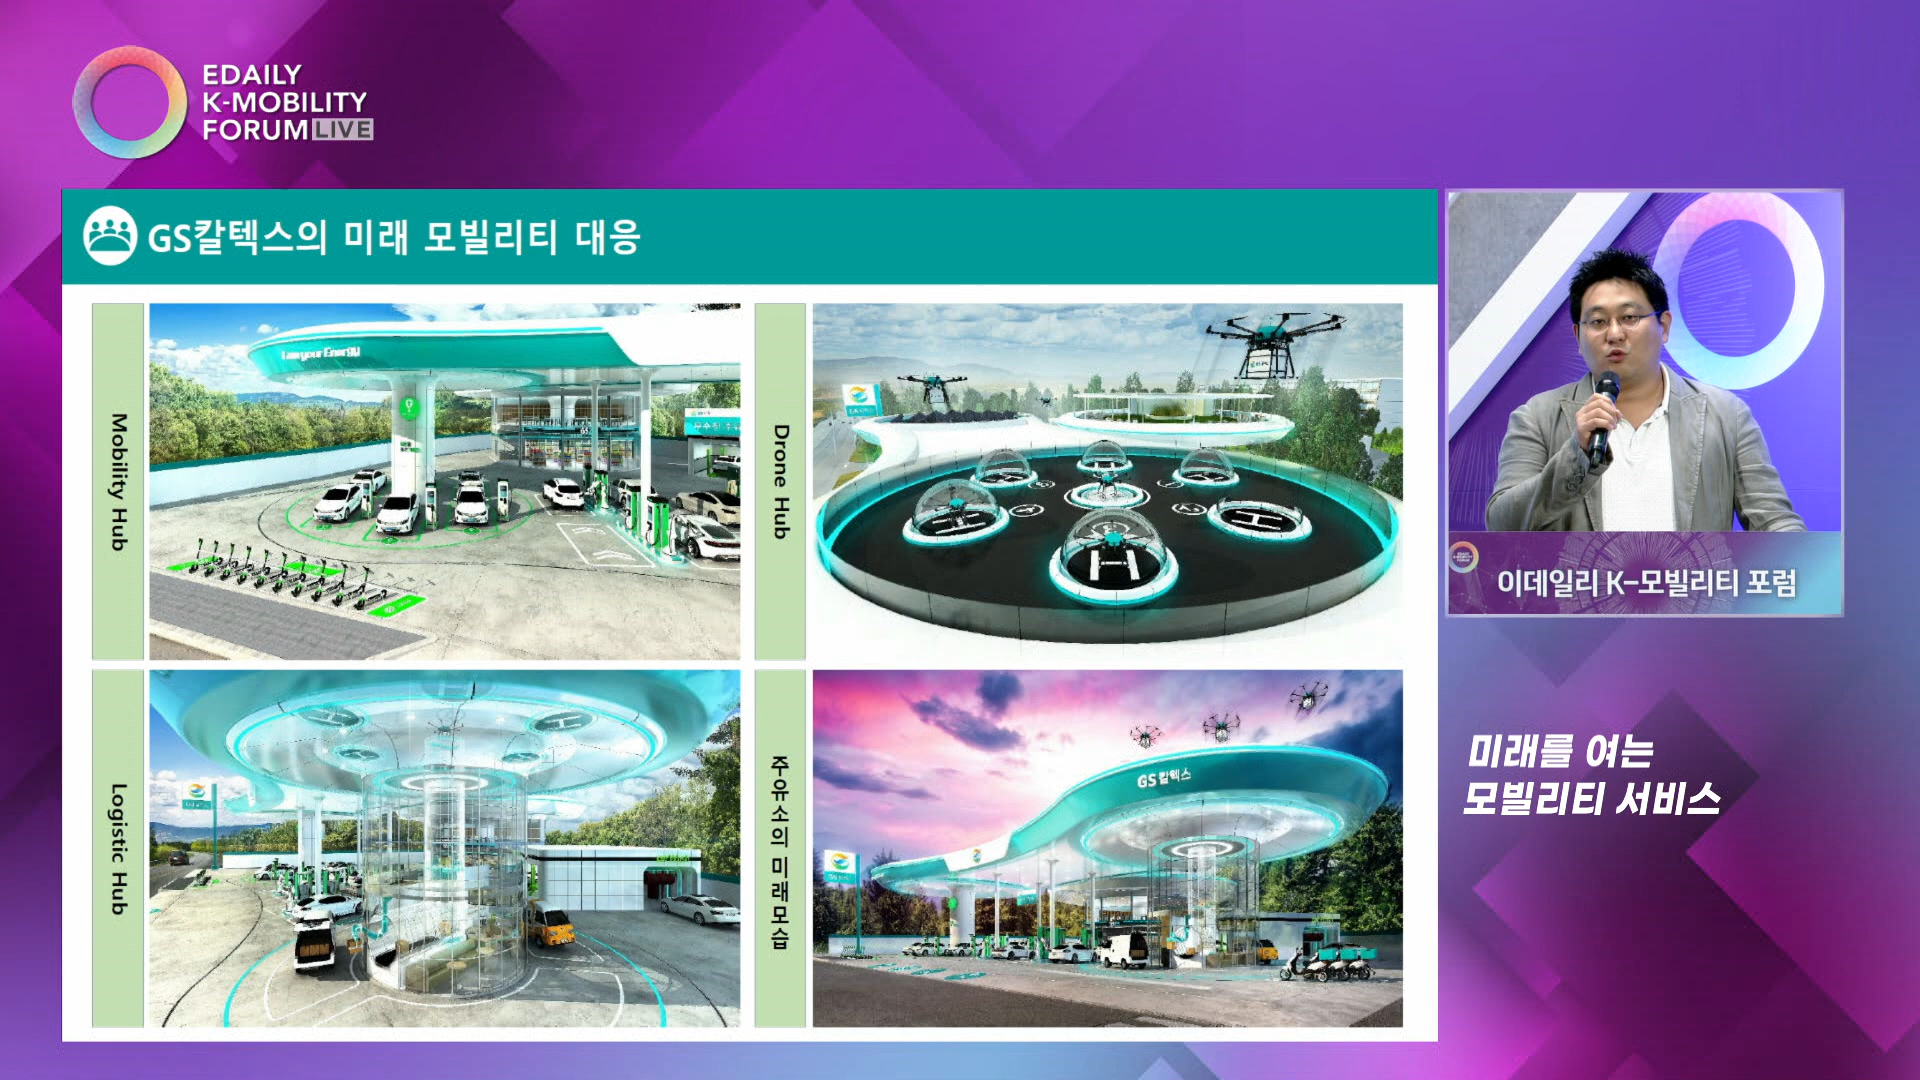 EDAILY
K-MOBILITY
FORUM LIVE
GS칼텍스의 미래 모빌리티 대응
Mobility Hub
I am your Energy
Drone Hub
Logistic Hub
주유소의 미래모습
GS칼텍스
이데일리 K-모빌리티 포럼
미래를 여는
모빌리티 서비스